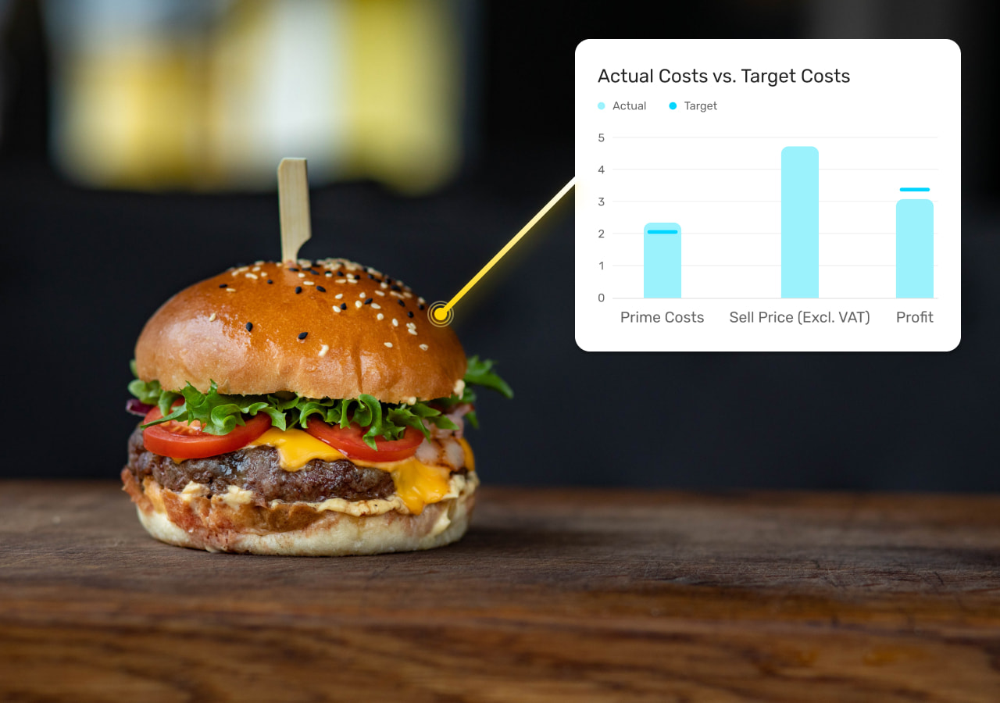 Actual Costs vs. Target Costs
Actual Target
5
4
3
2
1
0
Prime Costs Sell Price (Excl. VAT) Profit